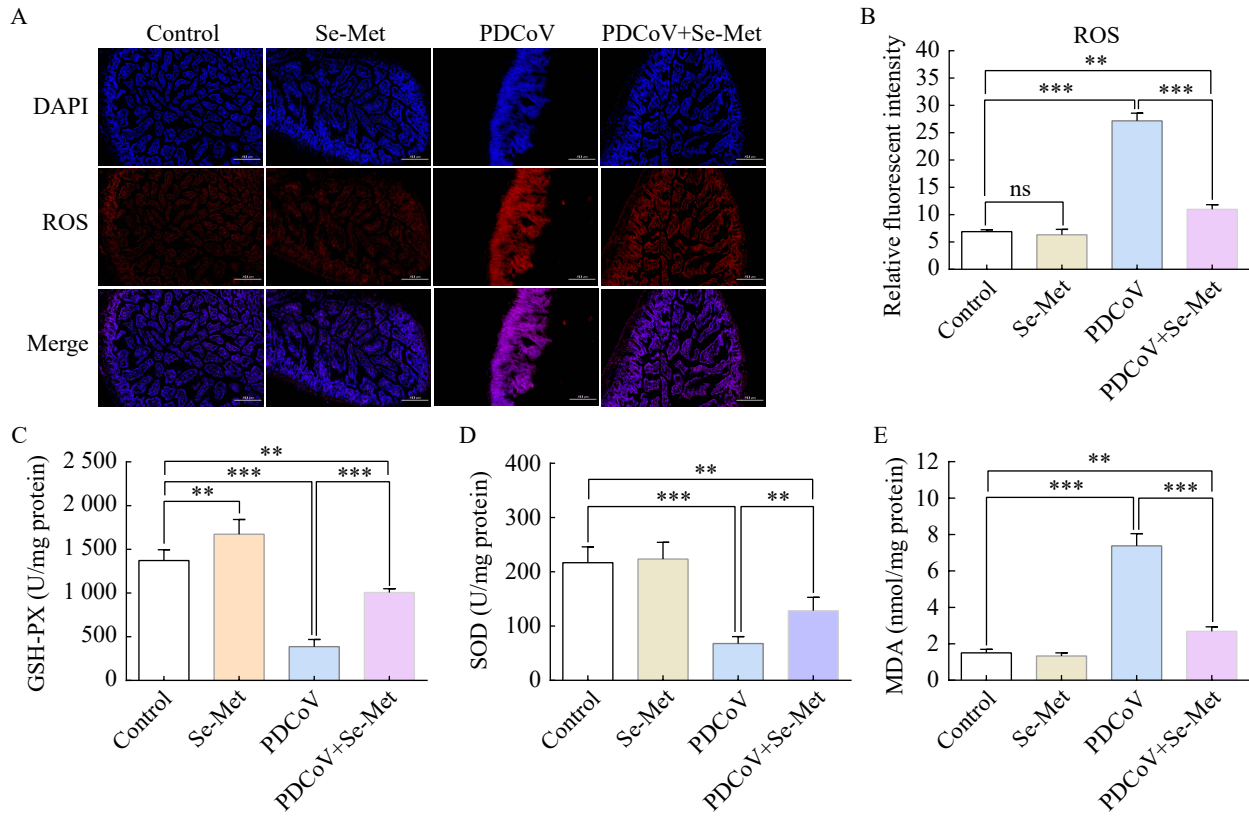 A
Control Se-Met PDCoV PDCoV+Se-Met
DAPI
ROS
Merge
B
ROS
Relative fluorescent intensity
40
35
30
25
20
15
10
5
0
**
*** ***
ns
Control Se-Met PDCoV PDCoV+Se-Met
C
GSH-PX (U/mg protein)
2 500
2 000
1 500
1 000
500
0
**
*** ***
**
Control Se-Met PDCoV PDCoV+Se-Met
D
SOD (U/mg protein)
400
300
200
100
0
**
*** **
Control Se-Met PDCoV PDCoV+Se-Met
E
MDA (nmol/mg protein)
12
10
8
6
4
2
0
**
*** ***
Control Se-Met PDCoV PDCoV+Se-Met